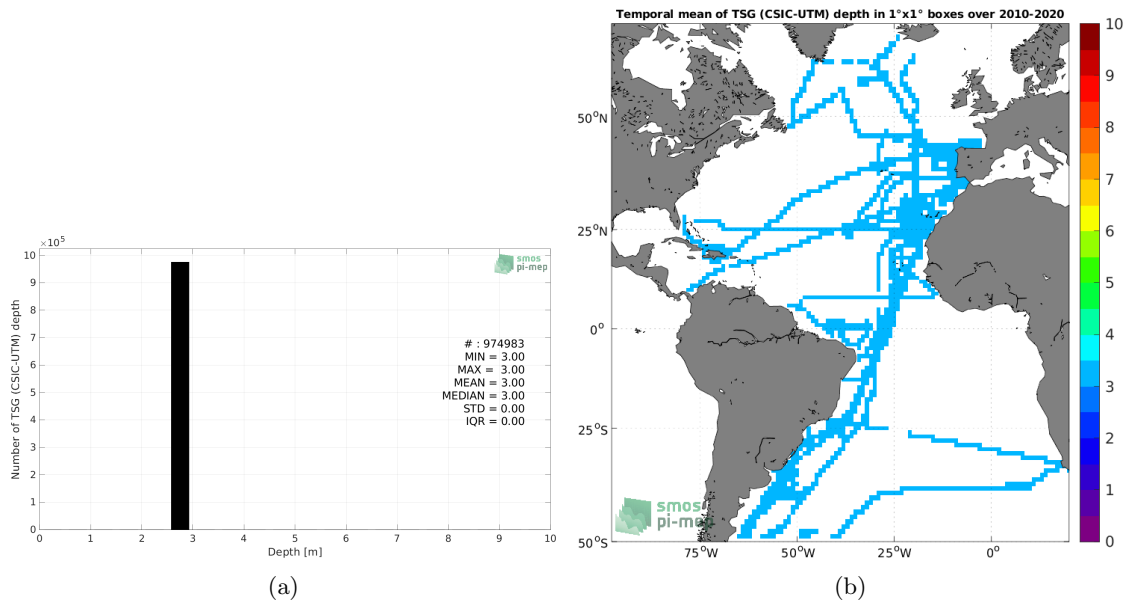 ×10⁵
10
9
8
7
6
5
4
3
2
1
0
Number of TSG (CSIC-UTM) depth
smos
pi-mep
# : 974983
MIN = 3.00
MAX = 3.00
MEAN = 3.00
MEDIAN = 3.00
STD = 0.00
IQR = 0.00
0 1 2 3 4 5 6 7 8 9 10
Depth [m]
(a)
Temporal mean of TSG (CSIC-UTM) depth in 1°x1° boxes over 2010-2020
50°N
25°N
0°
25°S
50°S
smos
pi-mep
75°W 50°W 25°W 0°
10
9
8
7
6
5
4
3
2
1
0
(b)